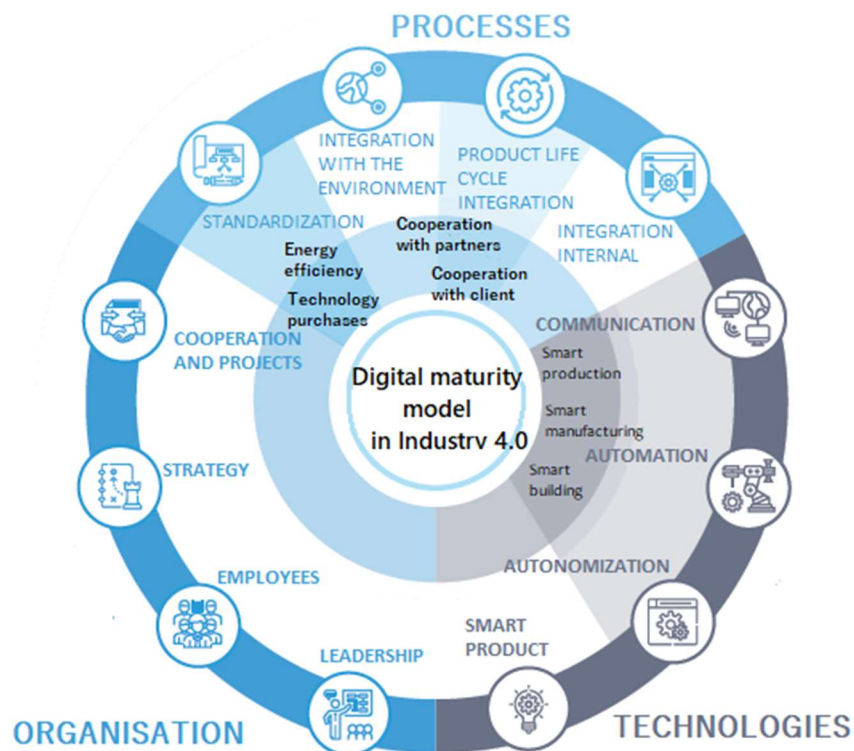 PROCESSES
INTEGRATION
WITH THE
ENVIRONMENT
PRODUCT LIFE
CYCLE
INTEGRATION
STANDARDIZATION
INTEGRATION
INTERNAL
Cooperation
with partners
Energy
efficiency
Cooperation
with client
Technology
purchases
COMMUNICATION
COOPERATION
AND PROJECTS
Smart
production
Digital maturity
model
in Industrv 4.0
Smart
manufacturing
AUTOMATION
STRATEGY
Smart
building
EMPLOYEES
AUTONOMIZATION
SMART
PRODUCT
LEADERSHIP
ORGANISATION
TECHNOLOGIES